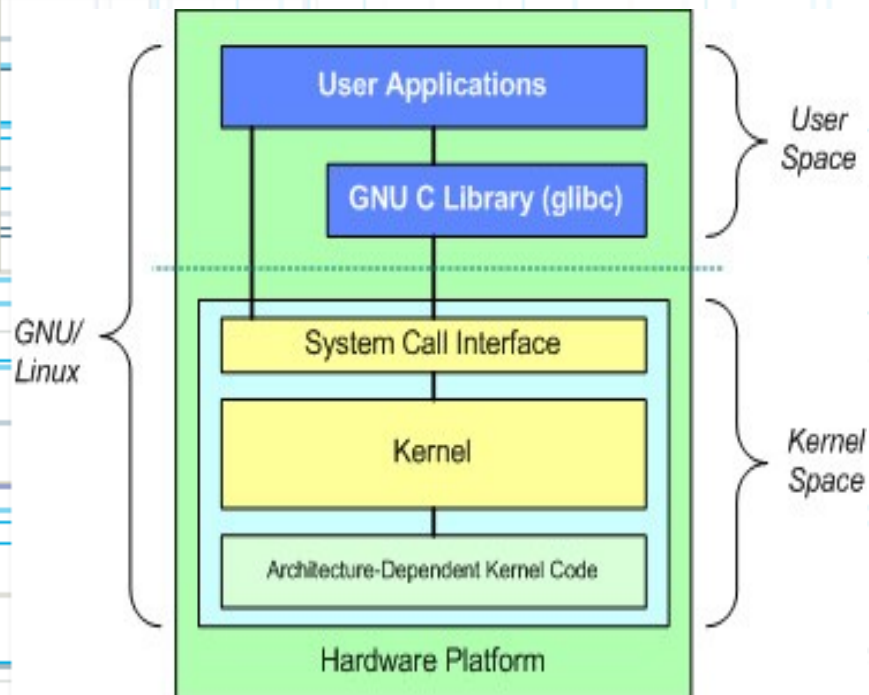 User Applications
User
Space
GNU C Library (glibc)
GNU/
Linux
System Call Interface
Kernel
Kernel
Space
Architecture-Dependent Kernel Code
Hardware Platform